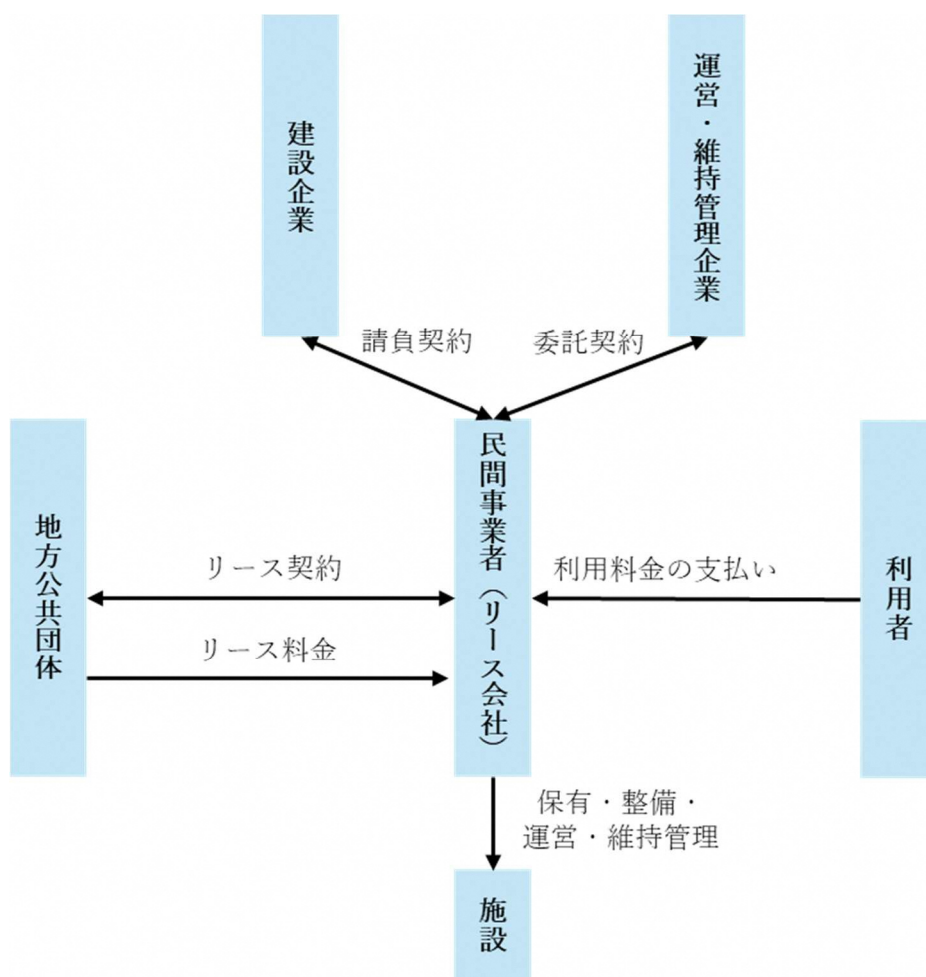 建設企業
運営・維持管理企業
請負契約
委託契約
地方公共団体
リース契約
リース料金
民間事業者（リース会社）
利用料金の支払い
利用者
保有・整備・
運営・維持管理
施設